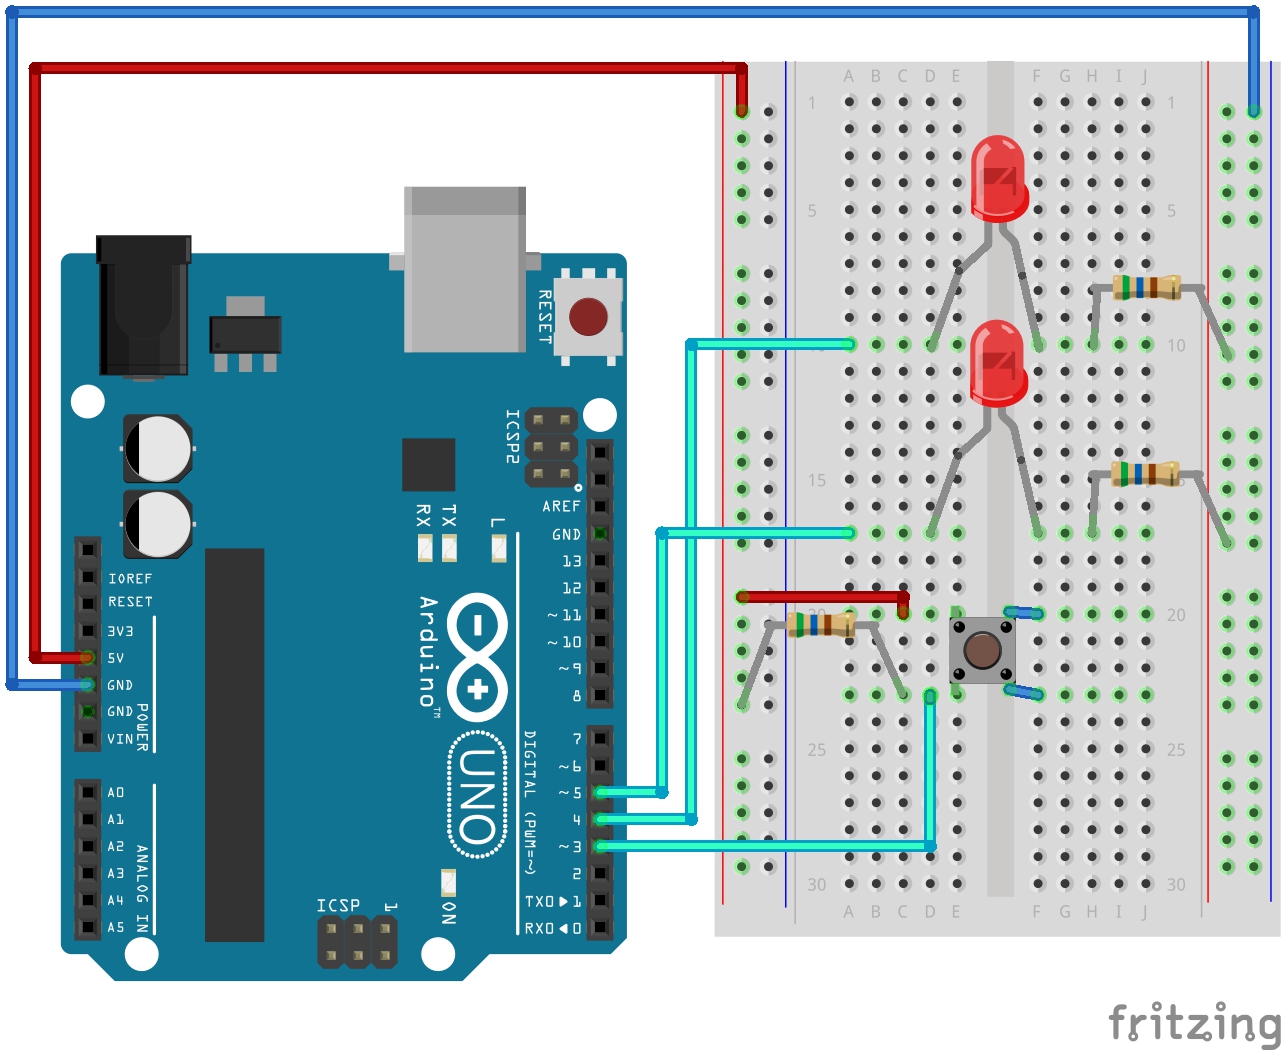 A B C D E F G H I J
1 1
5 5
10 10
15
20 20
25 25
30 30
A B C D E F G H I J
RESET
ICSP2
AREF
GND
13
12
~11
~10
~9
8
7
~6
~5
4
~3
2
TX0▶1
RX0◀0
DIGITAL (PWM=~)
RX
TX
L
Arduino™
UNO
ON
ICSP
1
IOREF
RESET
3V3
5V
GND
GND
VIN
POWER
A0
A1
A2
A3
A4
A5
ANALOG IN
fritzing